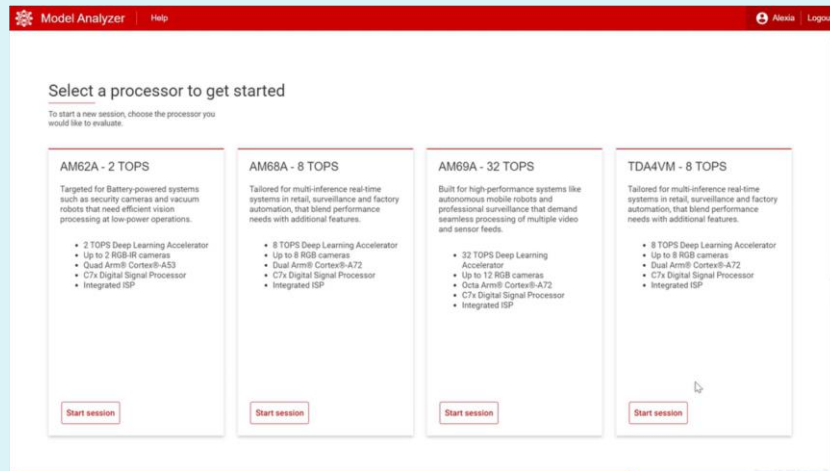 Model Analyzer
Help
Alexia
Logou
Select a processor to get started
To start a new session, choose the processor you
would like to evaluate.
AM62A - 2 TOPS
Targeted for Battery-powered systems
such as security cameras and vacuum
robots that need efficient vision
processing at low-power operations.
• 2 TOPS Deep Learning Accelerator
• Up to 2 RGB-IR cameras
• Quad Arm® Cortex®-A53
• C7x Digital Signal Processor
• Integrated ISP
Start session
AM68A - 8 TOPS
Tailored for multi-inference real-time
systems in retail, surveillance and factory
automation, that blend performance
needs with additional features.
• 8 TOPS Deep Learning Accelerator
• Up to 8 RGB cameras
• Dual Arm® Cortex®-A72
• C7x Digital Signal Processor
• Integrated ISP
Start session
AM69A - 32 TOPS
Built for high-performance systems like
autonomous mobile robots and
professional surveillance that demand
seamless processing of multiple video
and sensor feeds.
• 32 TOPS Deep Learning
Accelerator
• Up to 12 RGB cameras
• Octa Arm® Cortex®-A72
• C7x Digital Signal Processor
• Integrated ISP
Start session
TDA4VM - 8 TOPS
Tailored for multi-inference real-time
systems in retail, surveillance and factory
automation, that blend performance
needs with additional features.
• 8 TOPS Deep Learning Accelerator
• Up to 8 RGB cameras
• Dual Arm® Cortex®-A72
• C7x Digital Signal Processor
• Integrated ISP
Start session